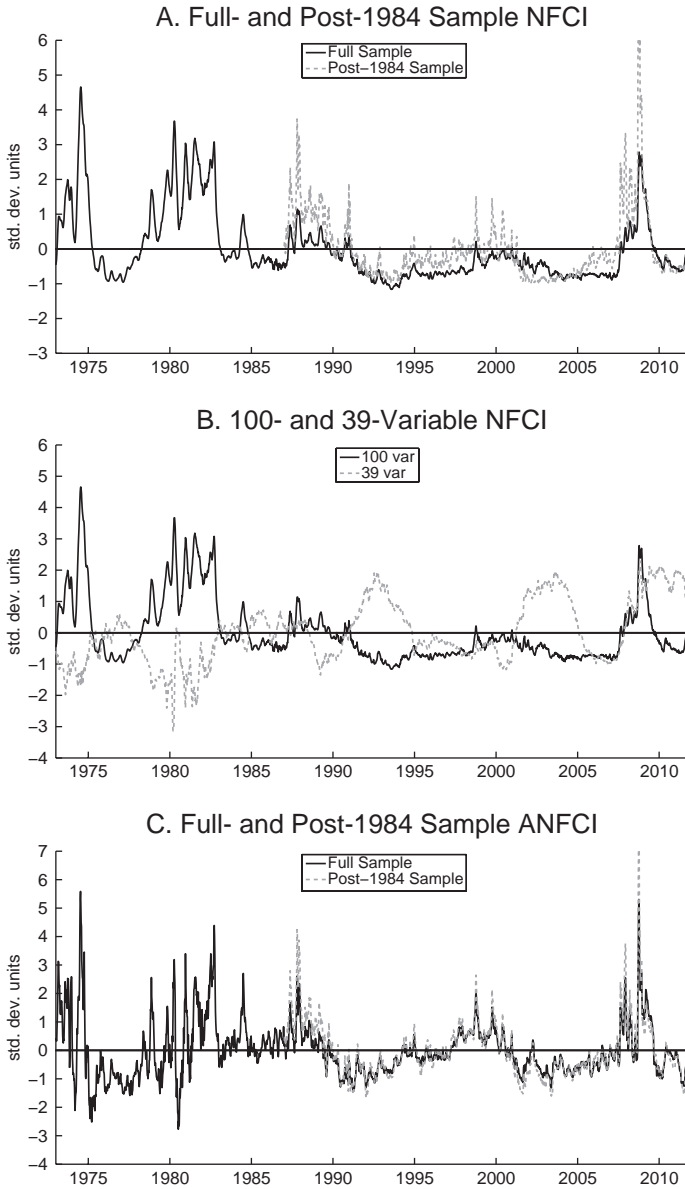 A. Full- and Post-1984 Sample NFCI
6
5
4
3
2
1
0
−1
−2
−3
std. dev. units
Full Sample
Post−1984 Sample
1975 1980 1985 1990 1995 2000 2005 2010
B. 100- and 39-Variable NFCI
6
5
4
3
2
1
0
−1
−2
−3
−4
std. dev. units
100 var
39 var
1975 1980 1985 1990 1995 2000 2005 2010
C. Full- and Post-1984 Sample ANFCI
7
6
5
4
3
2
1
0
−1
−2
−3
−4
std. dev. units
Full Sample
Post−1984 Sample
1975 1980 1985 1990 1995 2000 2005 2010